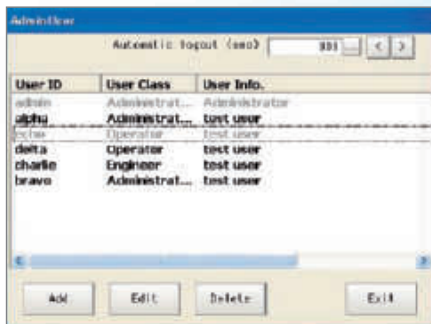 AdminUser
Automatic logout (sec) ...  < >
User ID User Class User Info.
admin Administrat... Administrator
alpha Administrat... test user
echo Operator test user
delta Operator test user
charlie Engineer test user
bravo Administrat... test user
Add Edit Delete Exit